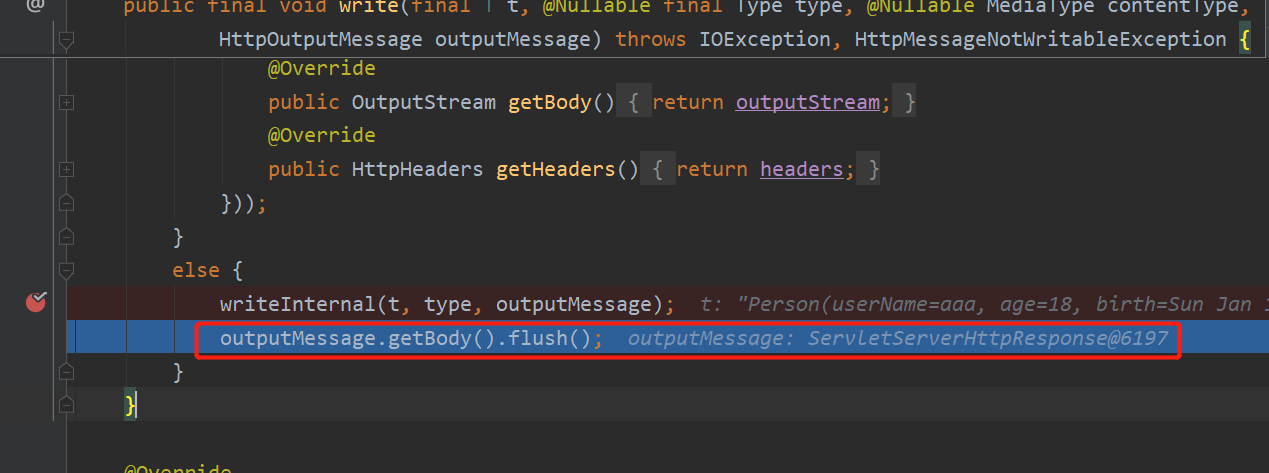 public final void write(final T t, @Nullable final Type type, @Nullable MediaType contentType,
HttpOutputMessage outputMessage) throws IOException, HttpMessageNotWritableException {
@Override
public OutputStream getBody() { return outputStream; }
@Override
public HttpHeaders getHeaders() { return headers; }
}));
}
else {
writeInternal(t, type, outputMessage); t: "Person(userName=aaa, age=18, birth=Sun Jan
outputMessage.getBody().flush(); outputMessage: ServletServerHttpResponse@6197
}
}
@Override